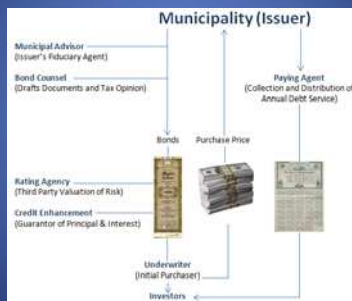 Municipality (Issuer)
Municipal Advisor
(Issuer's Fiduciary Agent)
Bond Counsel
(Drafts Documents and Tax Opinion)
Paying Agent
(Collection and Distribution of
Annual Debt Service)
Bonds
Purchase Price
Rating Agency
(Third Party Valuation of Risk)
Credit Enhancement
(Guarantor of Principal & Interest)
Underwriter
(Initial Purchaser)
Investors